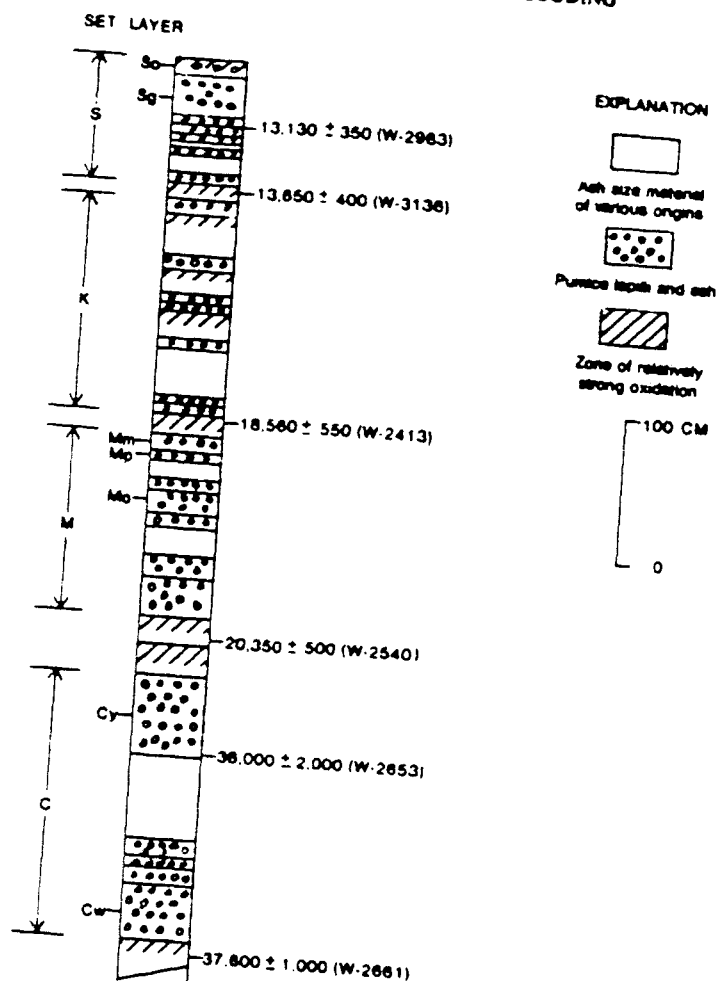 SET LAYER
So
Sg
S
13,130 ± 350 (W-2963)
13,650 ± 400 (W-3136)
K
18,560 ± 550 (W-2413)
Mm
Mp
Mo
M
20,350 ± 500 (W-2540)
Cy
36,000 ± 2,000 (W-2653)
C
Cw
37,600 ± 1,000 (W-2661)
EXPLANATION
Ash size material
of various origins
Pumice lapilli and ash
Zone of relatively
strong oxidation
100 CM
0